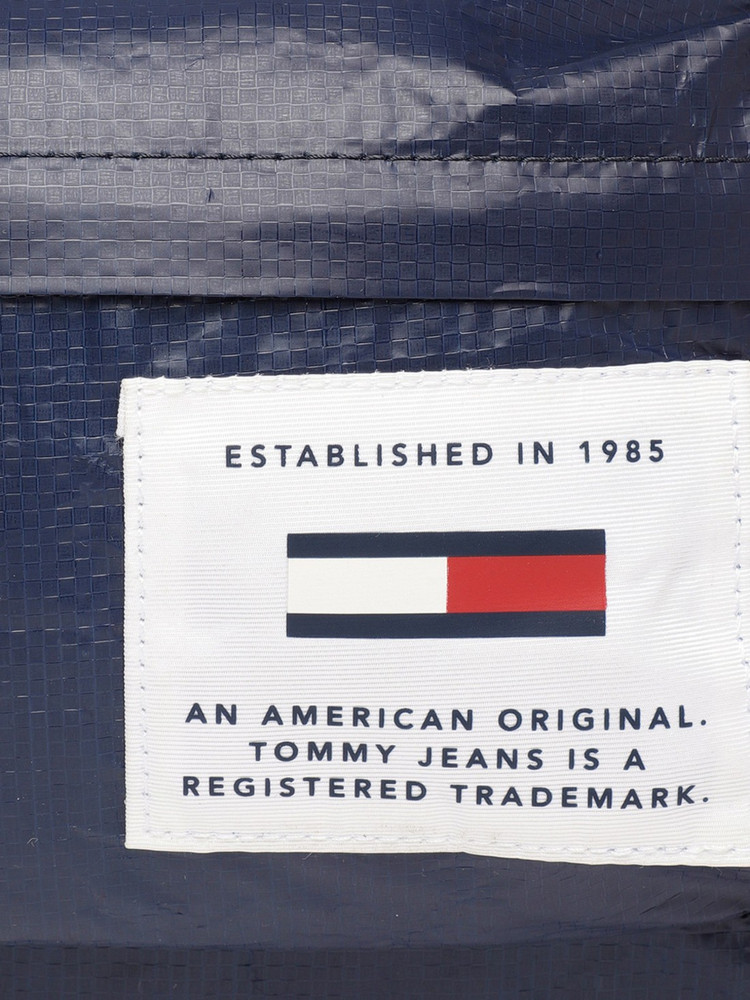 ESTABLISHED IN 1985
AN AMERICAN ORIGINAL.
TOMMY JEANS IS A
REGISTERED TRADEMARK.